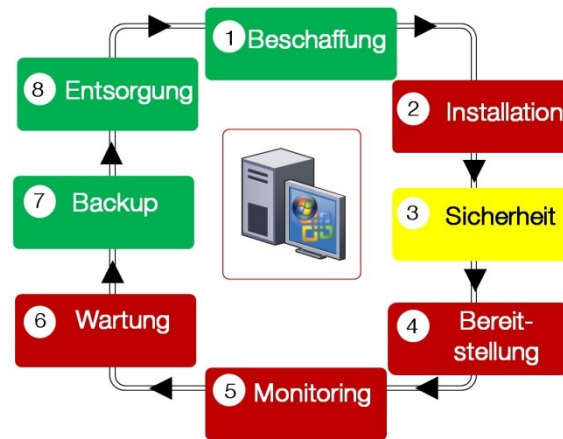 1 Beschaffung
2 Installation
3 Sicherheit
4 Bereit-
stellung
5 Monitoring
6 Wartung
7 Backup
8 Entsorgung